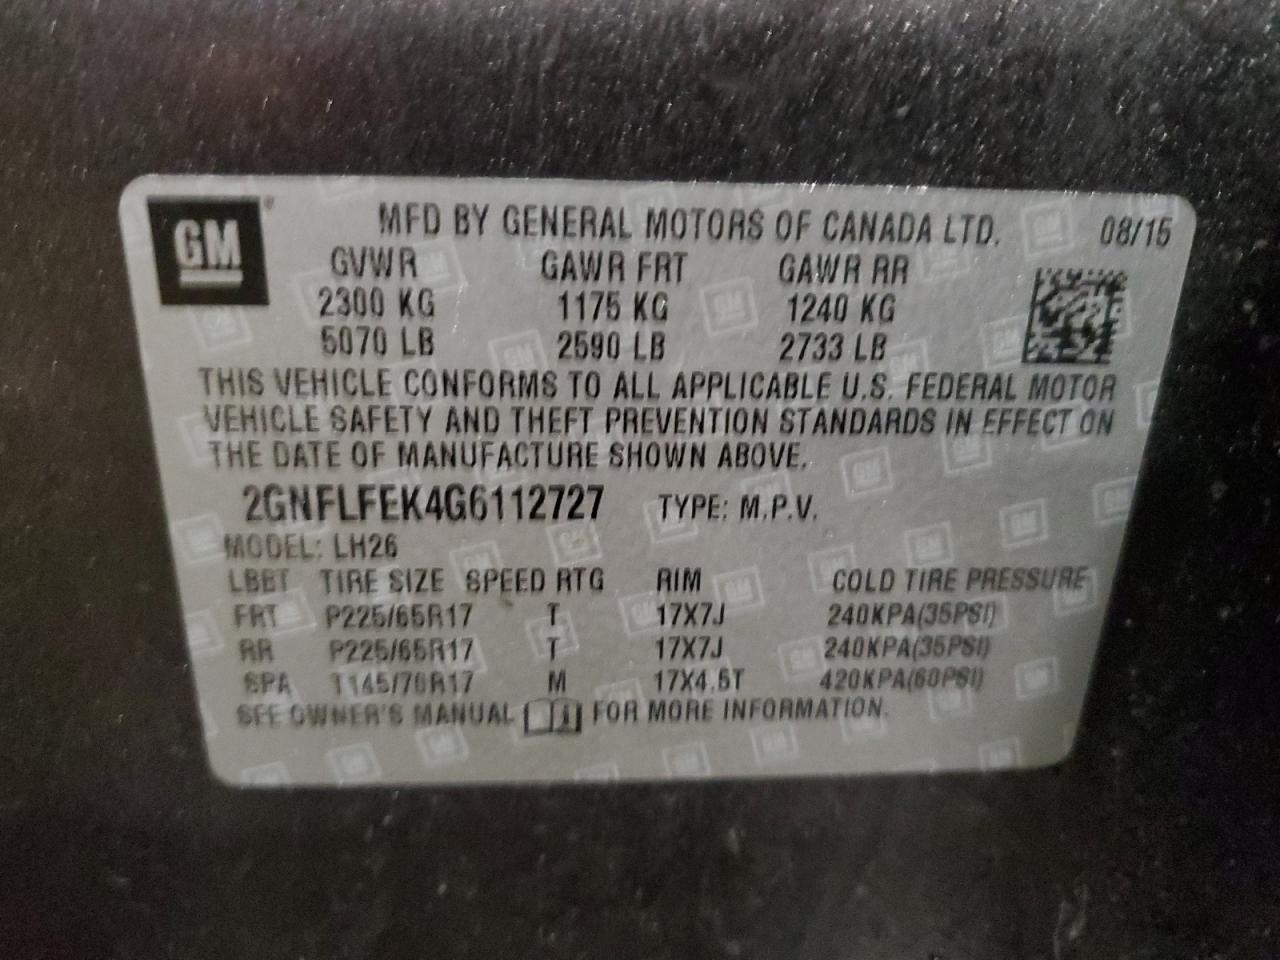 GM
MFD BY GENERAL MOTORS OF CANADA LTD. 08/15
GVWR GAWR FRT GAWR RR
2300 KG 1175 KG 1240 KG
5070 LB 2590 LB 2733 LB
THIS VEHICLE CONFORMS TO ALL APPLICABLE U.S. FEDERAL MOTOR
VEHICLE SAFETY AND THEFT PREVENTION STANDARDS IN EFFECT ON
THE DATE OF MANUFACTURE SHOWN ABOVE.
2GNFLFEK4G6112727 TYPE: M.P.V.
MODEL: LH26
LBBT TIRE SIZE SPEED RTG RIM COLD TIRE PRESSURE
FRT P225/65R17 T 17X7J 240KPA(35PSI)
RR P225/65R17 T 17X7J 240KPA(35PSI)
SPA T145/70R17 M 17X4.5T 420KPA(60PSI)
SEE OWNER'S MANUAL FOR MORE INFORMATION.